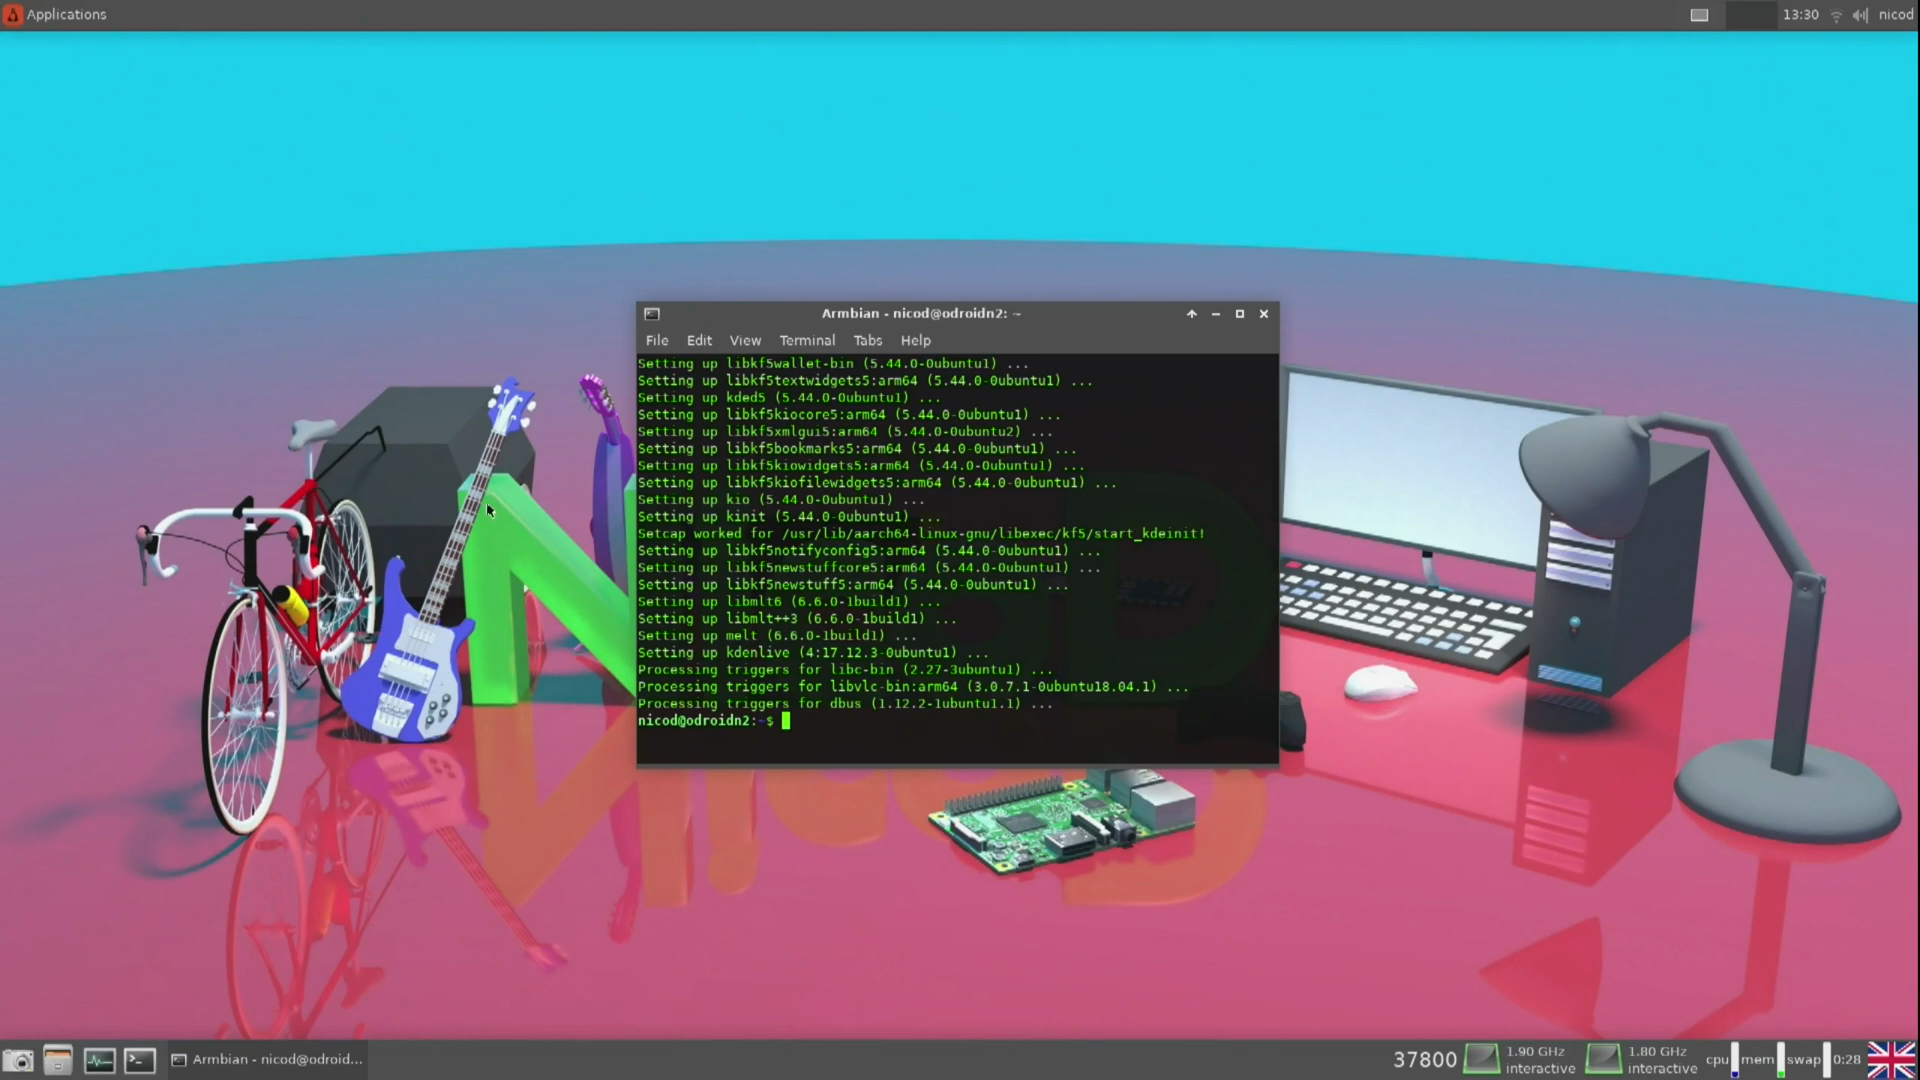 Applications
13:30
nicod
Armbian - nicod@odroidn2: ~
File Edit View Terminal Tabs Help
Setting up libkf5wallet-bin (5.44.0-0ubuntu1) ...
Setting up libkf5textwidgets5:arm64 (5.44.0-0ubuntu1) ...
Setting up kded5 (5.44.0-0ubuntu1) ...
Setting up libkf5kiocore5:arm64 (5.44.0-0ubuntu1) ...
Setting up libkf5xmlgui5:arm64 (5.44.0-0ubuntu2) ...
Setting up libkf5bookmarks5:arm64 (5.44.0-0ubuntu1) ...
Setting up libkf5kiowidgets5:arm64 (5.44.0-0ubuntu1) ...
Setting up libkf5kiofilewidgets5:arm64 (5.44.0-0ubuntu1) ...
Setting up kio (5.44.0-0ubuntu1) ...
Setting up kinit (5.44.0-0ubuntu1) ...
Setcap worked for /usr/lib/aarch64-linux-gnu/libexec/kf5/start_kdeinit!
Setting up libkf5notifyconfig5:arm64 (5.44.0-0ubuntu1) ...
Setting up libkf5newstuffcore5:arm64 (5.44.0-0ubuntu1) ...
Setting up libkf5newstuff5:arm64 (5.44.0-0ubuntu1) ...
Setting up libmlt6 (6.6.0-1build1) ...
Setting up libmlt++3 (6.6.0-1build1) ...
Setting up melt (6.6.0-1build1) ...
Setting up kdenlive (4:17.12.3-0ubuntu1) ...
Processing triggers for libc-bin (2.27-3ubuntu1) ...
Processing triggers for libvlc-bin:arm64 (3.0.7.1-0ubuntu18.04.1) ...
Processing triggers for dbus (1.12.2-1ubuntu1.1) ...
nicod@odroidn2:~$
Armbian - nicod@odroid...
37800
1.90 GHz
interactive
1.80 GHz
interactive
cpu mem swap 0:28